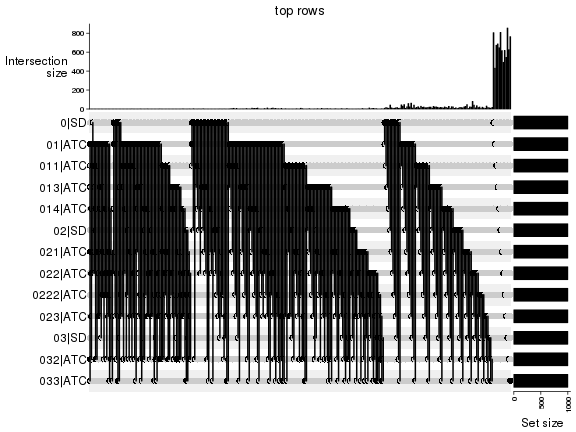 top rows
Intersection
size
800
600
400
200
0
0|SD
01|ATC
011|ATC
013|ATC
014|ATC
02|SD
021|ATC
022|ATC
0222|ATC
023|ATC
03|SD
032|ATC
033|ATC
0 500 1000
Set size